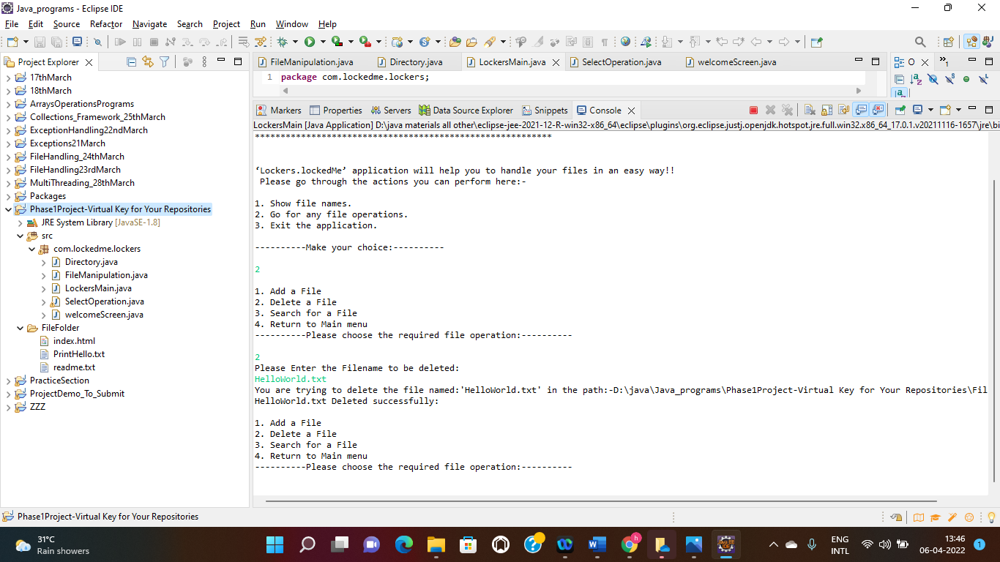 Java_programs - Eclipse IDE
File Edit Source Refactor Navigate Search Project Run Window Help
Project Explorer
17thMarch
18thMarch
ArraysOperationsPrograms
Collections_Framework_25thMarch
ExceptionHandling22ndMarch
Exceptions21March
FileHandling_24thMarch
FileHandling23rdMarch
MultiThreading_28thMarch
Packages
Phase1Project-Virtual Key for Your Repositories
JRE System Library [JavaSE-1.8]
src
com.lockedme.lockers
Directory.java
FileManipulation.java
LockersMain.java
SelectOperation.java
welcomeScreen.java
FileFolder
index.html
PrintHello.txt
readme.txt
PracticeSection
ProjectDemo_To_Submit
ZZZ
FileManipulation.java Directory.java LockersMain.java SelectOperation.java welcomeScreen.java
1 package com.lockedme.lockers;
O
Markers Properties Servers Data Source Explorer Snippets Console
LockersMain [Java Application] D:\java materials all other\eclipse-jee-2021-12-R-win32-x86_64\eclipse\plugins\org.eclipse.justj.openjdk.hotspot.jre.full.win32.x86_64_17.0.1.v20211116-1657\jre\bi
**********************************************************
‘Lockers.lockedMe’ application will help you to handle your files in an easy way!!
Please go through the actions you can perform here:-
1. Show file names.
2. Go for any file operations.
3. Exit the application.
----------Make your choice:----------
2
1. Add a File
2. Delete a File
3. Search for a File
4. Return to Main menu
----------Please choose the required file operation:----------
2
Please Enter the Filename to be deleted:
HelloWorld.txt
You are trying to delete the file named:'HelloWorld.txt' in the path:-D:\java\Java_programs\Phase1Project-Virtual Key for Your Repositories\Fil
HelloWorld.txt Deleted successfully:
1. Add a File
2. Delete a File
3. Search for a File
4. Return to Main menu
----------Please choose the required file operation:----------
Phase1Project-Virtual Key for Your Repositories
31°C
Rain showers
ENG
INTL
13:46
06-04-2022
1